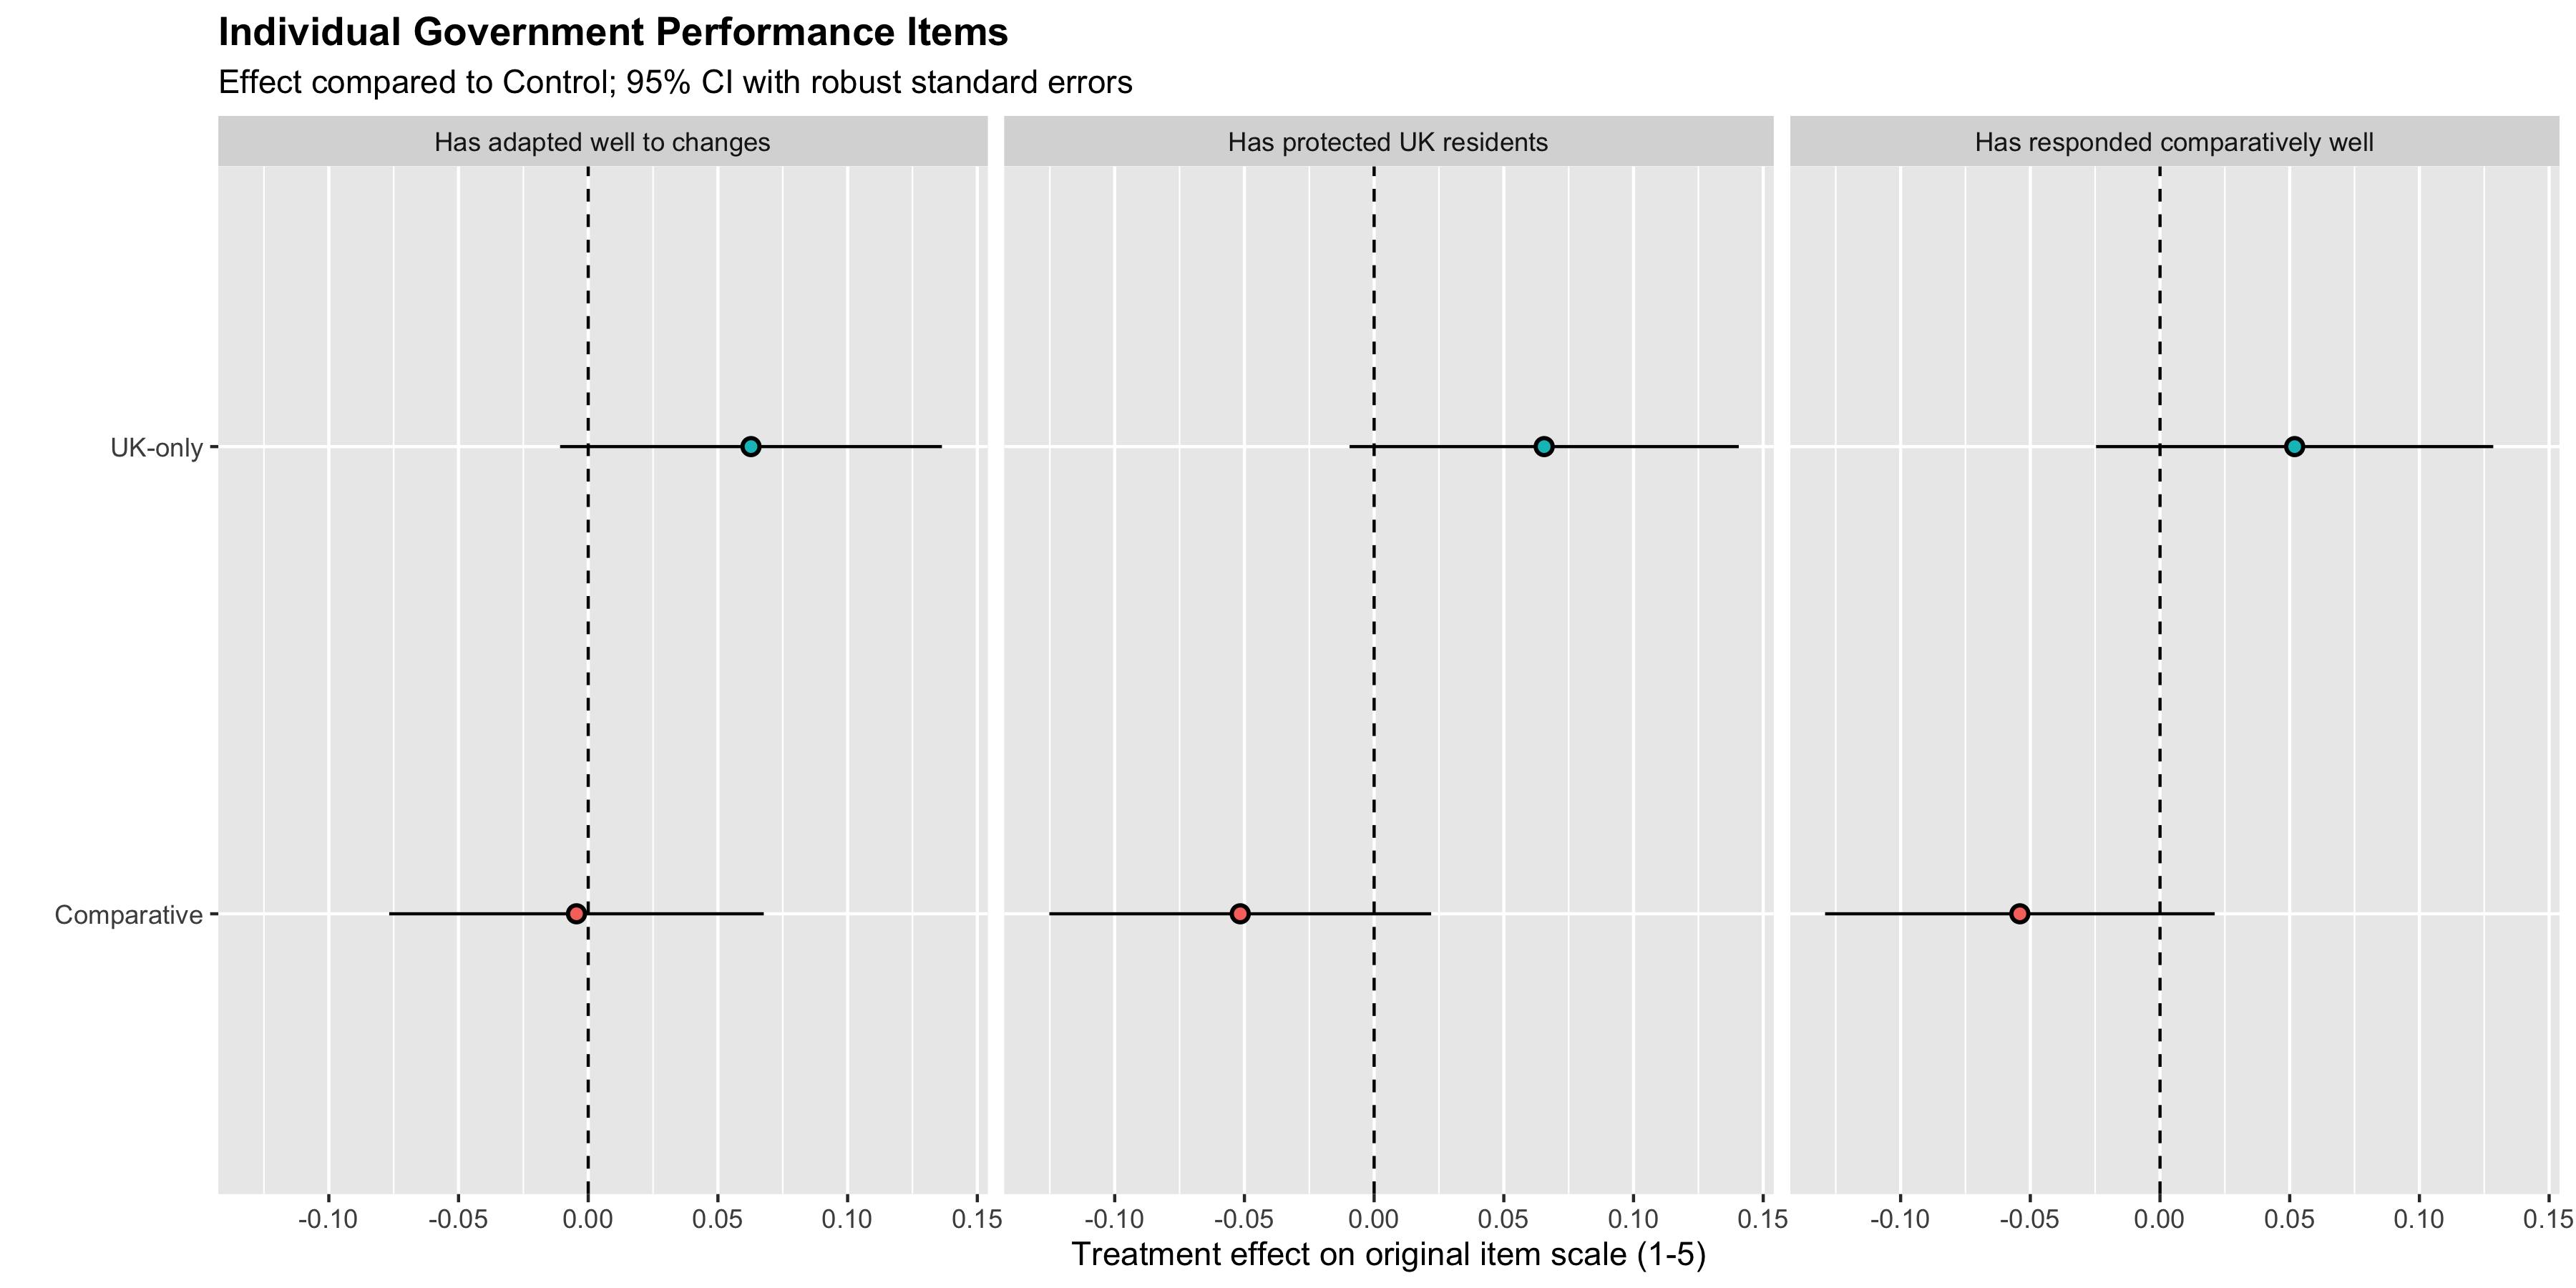 Individual Government Performance Items
Effect compared to Control; 95% CI with robust standard errors
Has adapted well to changes
Has protected UK residents
Has responded comparatively well
UK-only
Comparative
-0.10 -0.05 0.00 0.05 0.10 0.15
-0.10 -0.05 0.00 0.05 0.10 0.15
-0.10 -0.05 0.00 0.05 0.10 0.15
Treatment effect on original item scale (1-5)